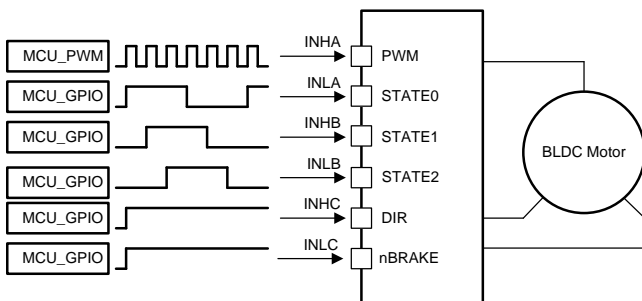 MCU_PWM INHA PWM
MCU_GPIO INLA STATE0
MCU_GPIO INHB STATE1
BLDC Motor
MCU_GPIO INLB STATE2
MCU_GPIO INHC DIR
MCU_GPIO INLC nBRAKE